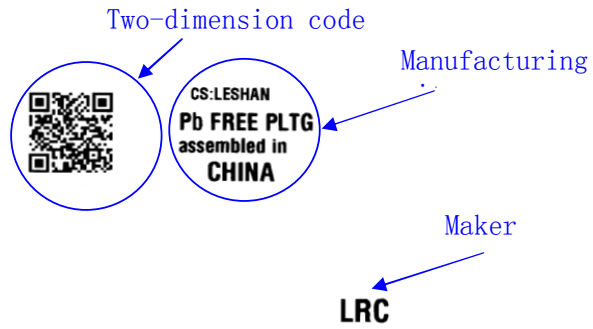 Two-dimension code
Manufacturing
CS:LESHAN
Pb FREE PLTG
assembled in
CHINA
Maker
LRC